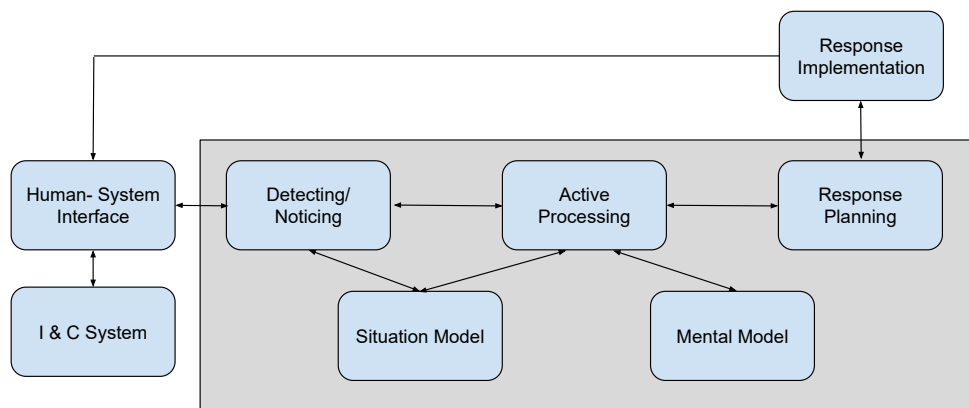 Response
Implementation
Human- System
Interface
Detecting/
Noticing
Active
Processing
Response
Planning
I & C System
Situation Model
Mental Model